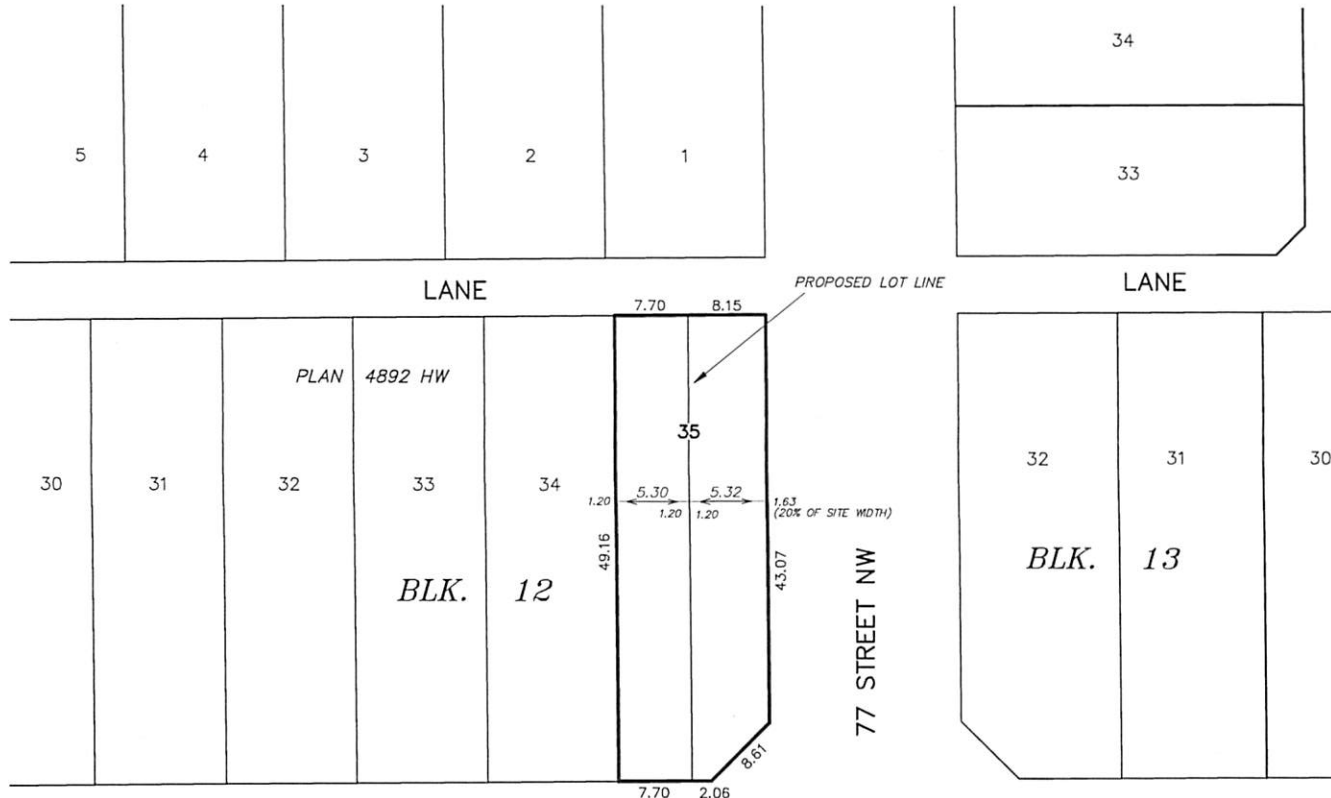 34
5 4 3 2 1
33
PROPOSED LOT LINE
LANE
LANE
7.70 8.15
PLAN 4892 HW
35
30 31 32 33 34
32 31 30
1.20 5.30 5.32 1.63
1.20 1.20 (20% OF SITE WIDTH)
49.16
43.07
BLK. 12
BLK. 13
77 STREET NW
8.61
7.70 2.06